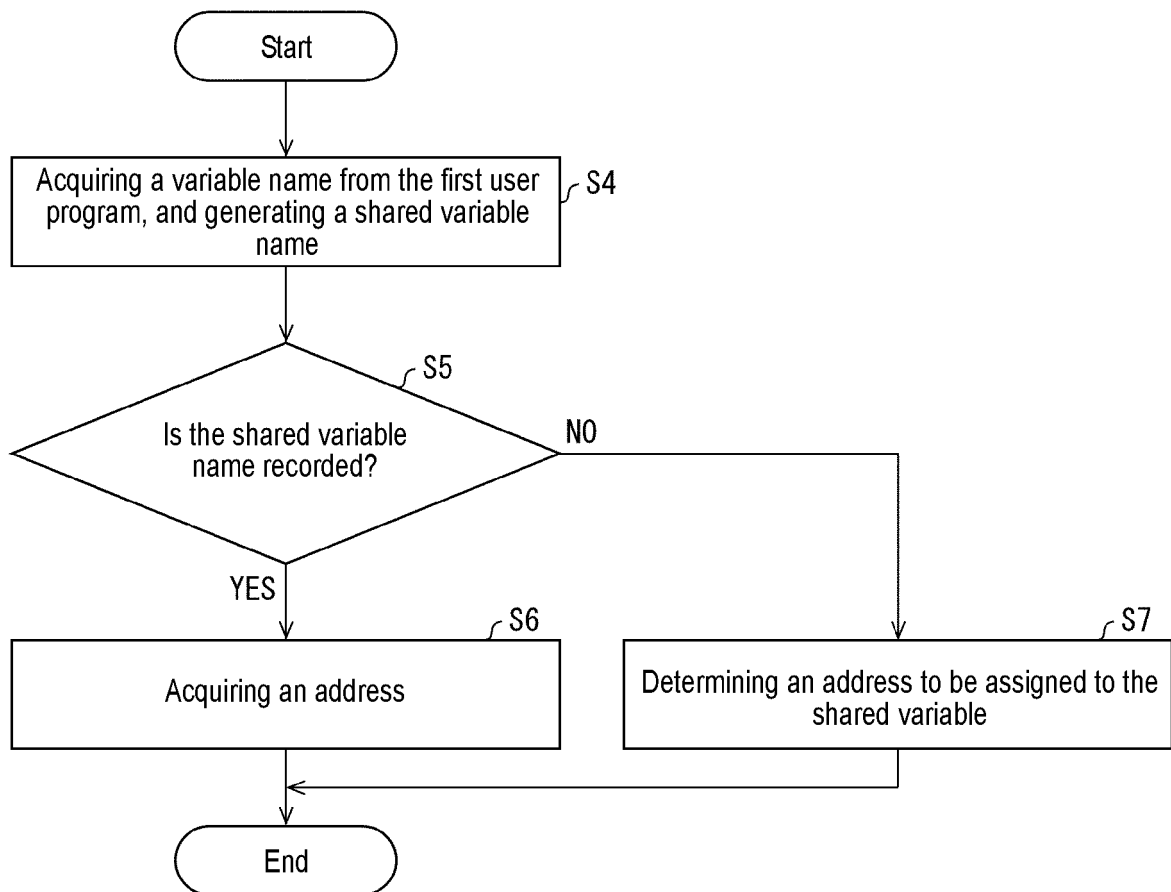 Start
Acquiring a variable name from the first user
program, and generating a shared variable
name
S4
S5
Is the shared variable
name recorded?
NO
YES
S6
Acquiring an address
S7
Determining an address to be assigned to the
shared variable
End